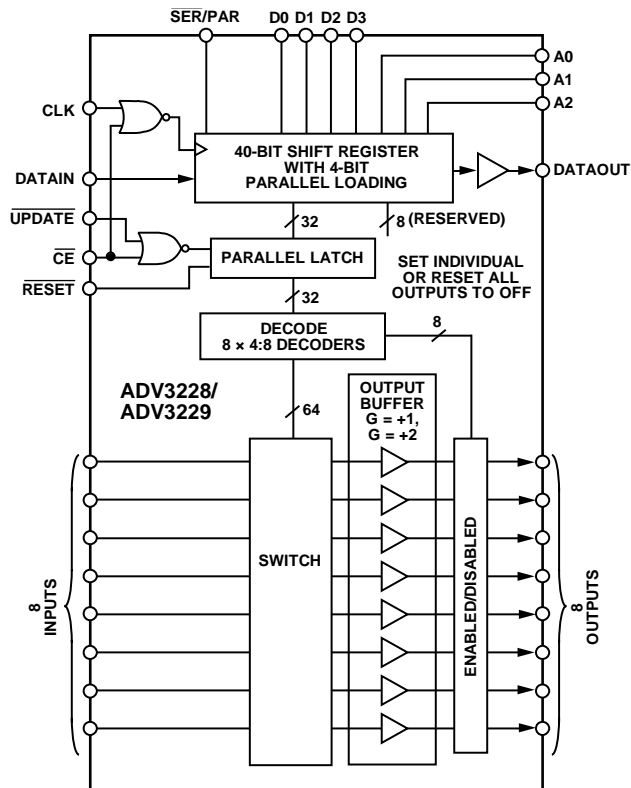 SER/PAR D0 D1 D2 D3
A0
A1
A2
CLK
40-BIT SHIFT REGISTER
WITH 4-BIT
PARALLEL LOADING
DATAIN
DATAOUT
UPDATE
32
8 (RESERVED)
CE
PARALLEL LATCH
SET INDIVIDUAL
OR RESET ALL
OUTPUTS TO OFF
RESET
32
DECODE
8 × 4:8 DECODERS
8
ADV3228/
ADV3229
64
OUTPUT
BUFFER
G = +1,
G = +2
SWITCH
ENABLED/DISABLED
8
INPUTS
8
OUTPUTS